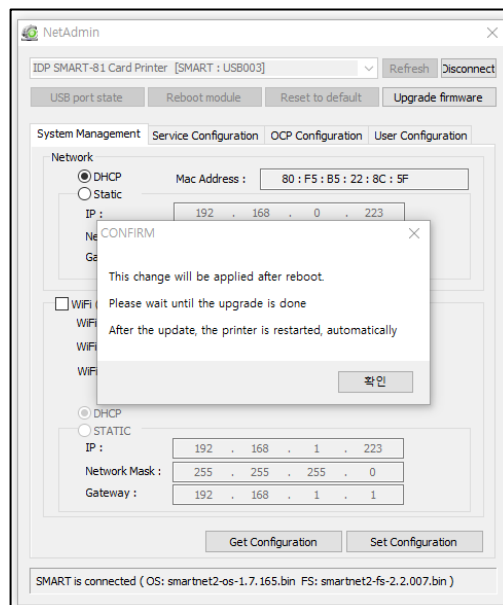 NetAdmin
IDP SMART-81 Card Printer [SMART : USB003]
Refresh
Disconnect
USB port state
Reboot module
Reset to default
Upgrade firmware
System Management
Service Configuration
OCP Configuration
User Configuration
Network
DHCP
Mac Address :
80 : F5 : B5 : 22 : 8C : 5F
Static
IP :
192 . 168 . 0 . 223
CONFIRM
This change will be applied after reboot.
Please wait until the upgrade is done
After the update, the printer is restarted, automatically
확인
WiFi
WiFi
WiFi
WiFi
DHCP
STATIC
IP :
192 . 168 . 1 . 223
Network Mask :
255 . 255 . 255 . 0
Gateway :
192 . 168 . 1 . 1
Get Configuration
Set Configuration
SMART is connected ( OS: smartnet2-os-1.7.165.bin FS: smartnet2-fs-2.2.007.bin )